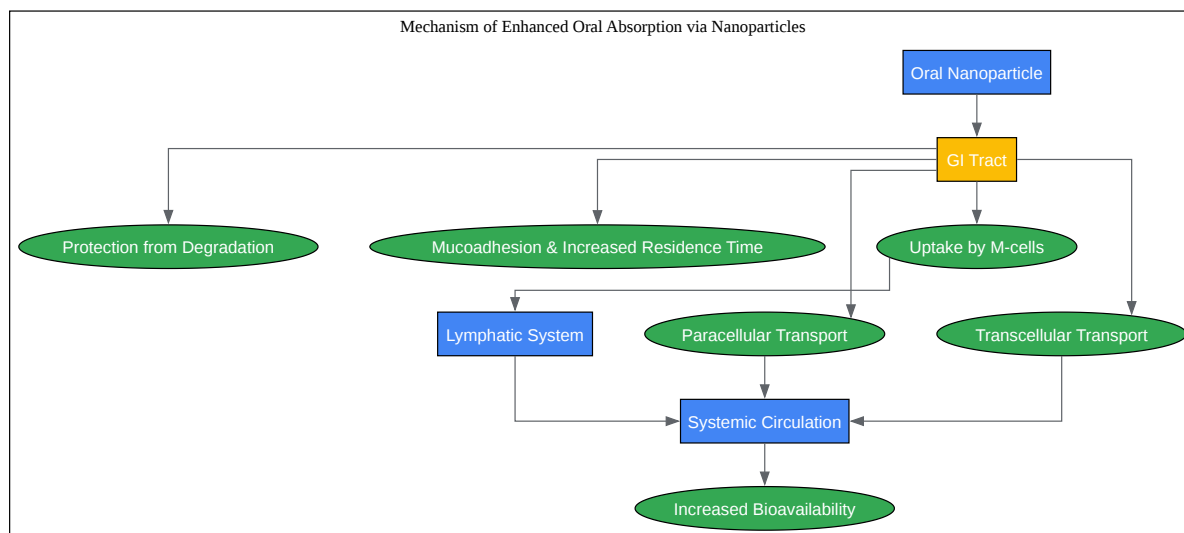 Mechanism of Enhanced Oral Absorption via Nanoparticles
Oral Nanoparticle
GI Tract
Protection from Degradation
Mucoadhesion & Increased Residence Time
Uptake by M-cells
Lymphatic System
Paracellular Transport
Transcellular Transport
Systemic Circulation
Increased Bioavailability